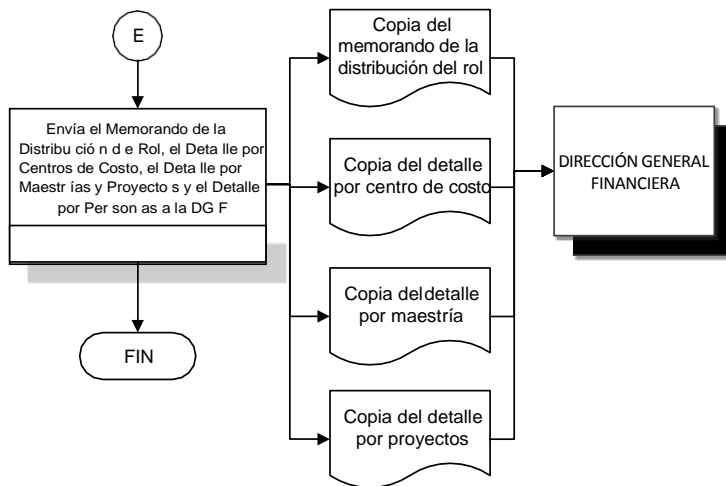 E
Envía el Memorando de la
Distribu ció n d e Rol, el Deta lle por
Centros de Costo, el Deta lle por
Maestr ías y Proyecto s y el Detalle
por Per son as a la DG F
FIN
Copia del
memorando de la
distribución del rol
Copia del detalle
por centro de costo
Copia del detalle
por maestría
Copia del detalle
por proyectos
DIRECCIÓN GENERAL
FINANCIERA